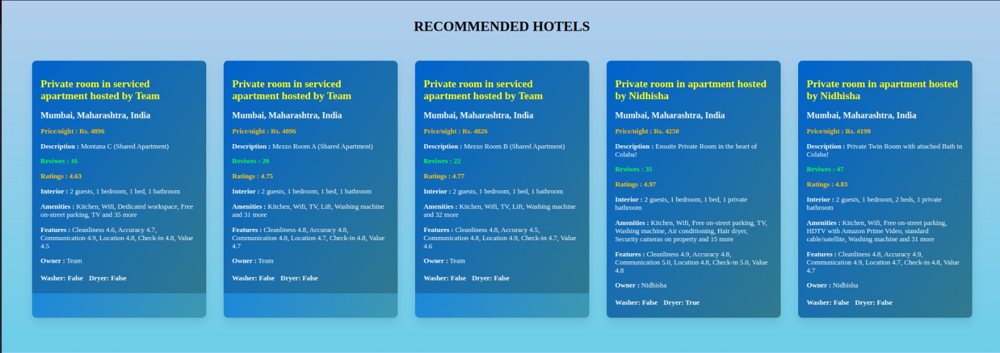 RECOMMENDED HOTELS
Private room in serviced
apartment hosted by Team
Mumbai, Maharashtra, India
Price/night : Rs. 4896
Description : Montana C (Shared Apartment)
Reviwes : 16
Ratings : 4.63
Interior : 2 guests, 1 bedroom, 1 bed, 1 bathroom
Amenities : Kitchen, Wifi, Dedicated workspace, Free
on-street parking, TV and 35 more
Features : Cleanliness 4.6, Accuracy 4.7,
Communication 4.9, Location 4.8, Check-in 4.8, Value
4.5
Owner : Team
Washer: False Dryer: False
Private room in serviced
apartment hosted by Team
Mumbai, Maharashtra, India
Price/night : Rs. 4896
Description : Mezzo Room A (Shared Apartment)
Reviwes : 20
Ratings : 4.75
Interior : 2 guests, 1 bedroom, 1 bed, 1 bathroom
Amenities : Kitchen, Wifi, TV, Lift, Washing machine
and 31 more
Features : Cleanliness 4.8, Accuracy 4.8,
Communication 4.8, Location 4.7, Check-in 4.8, Value
4.7
Owner : Team
Washer: False Dryer: False
Private room in serviced
apartment hosted by Team
Mumbai, Maharashtra, India
Price/night : Rs. 4826
Description : Mezzo Room B (Shared Apartment)
Reviwes : 22
Ratings : 4.77
Interior : 2 guests, 1 bedroom, 1 bed, 1 bathroom
Amenities : Kitchen, Wifi, TV, Lift, Washing machine
and 32 more
Features : Cleanliness 4.8, Accuracy 4.5,
Communication 4.8, Location 4.9, Check-in 4.7, Value
4.6
Owner : Team
Washer: False Dryer: False
Private room in apartment hosted
by Nidhisha
Mumbai, Maharashtra, India
Price/night : Rs. 4250
Description : Ensuite Private Room in the heart of
Colaba!
Reviwes : 35
Ratings : 4.97
Interior : 2 guests, 1 bedroom, 1 bed, 1 private
bathroom
Amenities : Kitchen, Wifi, Free on-street parking, TV,
Washing machine, Air conditioning, Hair dryer,
Security cameras on property and 15 more
Features : Cleanliness 4.9, Accuracy 4.8,
Communication 5.0, Location 4.8, Check-in 5.0, Value
4.8
Owner : Nidhisha
Washer: False Dryer: True
Private room in apartment hosted
by Nidhisha
Mumbai, Maharashtra, India
Price/night : Rs. 4190
Description : Private Twin Room with attached Bath in
Colaba!
Reviwes : 47
Ratings : 4.83
Interior : 2 guests, 1 bedroom, 2 beds, 1 private
bathroom
Amenities : Kitchen, Wifi, Free on-street parking,
HDTV with Amazon Prime Video, standard
cable/satellite, Washing machine and 31 more
Features : Cleanliness 4.8, Accuracy 4.9,
Communication 4.9, Location 4.7, Check-in 4.8, Value
4.7
Owner : Nidhisha
Washer: False Dryer: False